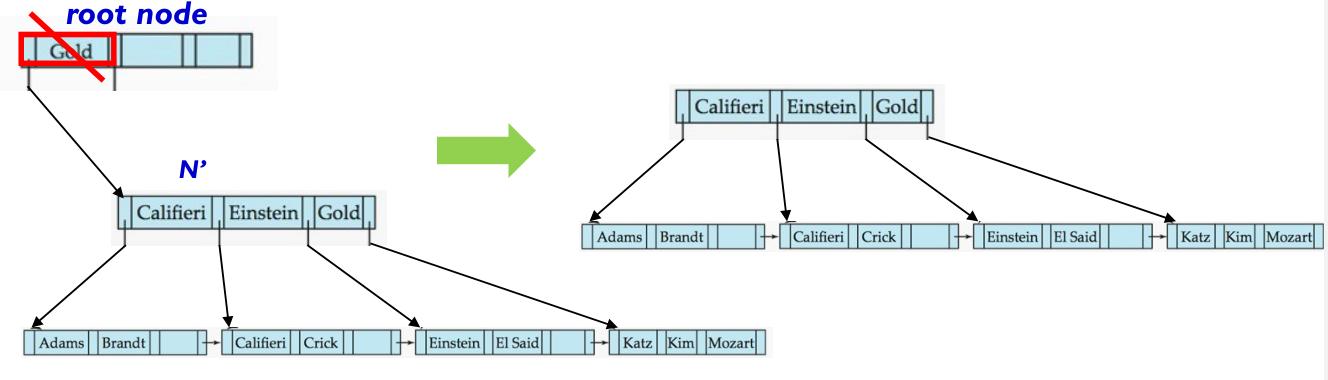 root node
Gold
N’
Califieri Einstein Gold
Adams Brandt Califieri Crick Einstein El Said Katz Kim Mozart
Califieri Einstein Gold
Adams Brandt Califieri Crick Einstein El Said Katz Kim Mozart